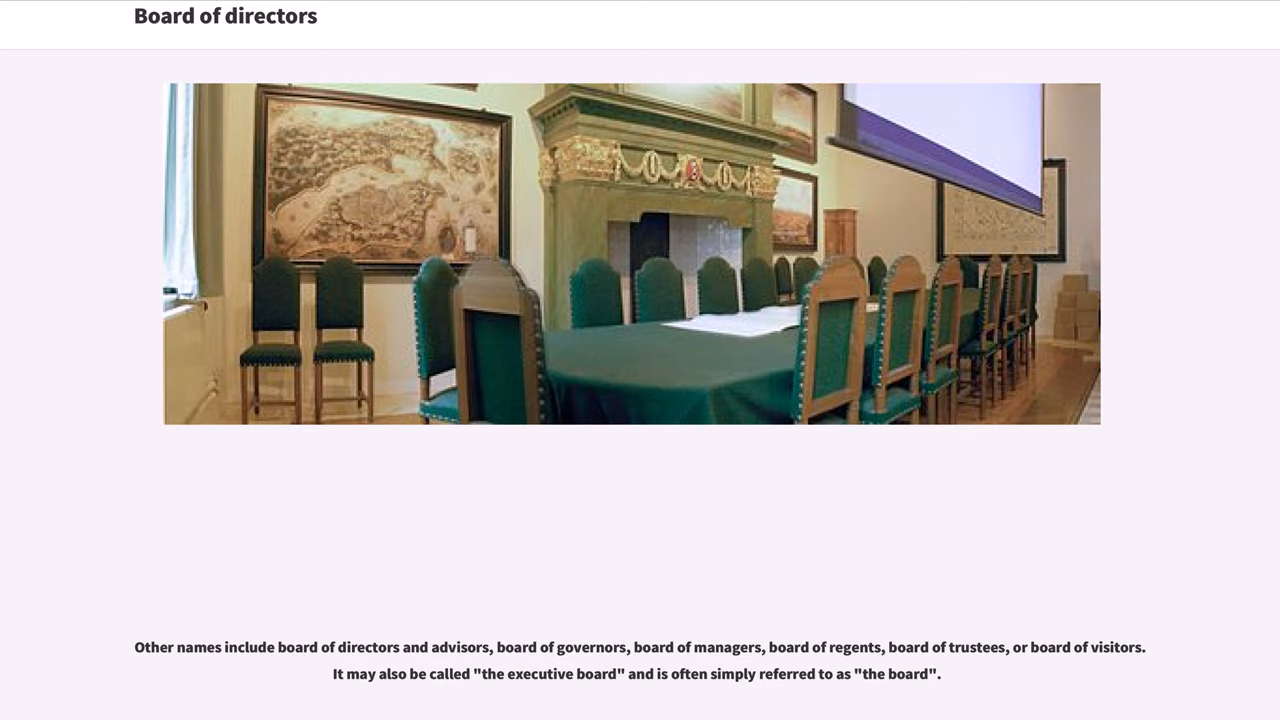 Board of directors
Other names include board of directors and advisors, board of governors, board of managers, board of regents, board of trustees, or board of visitors.
It may also be called "the executive board" and is often simply referred to as "the board".